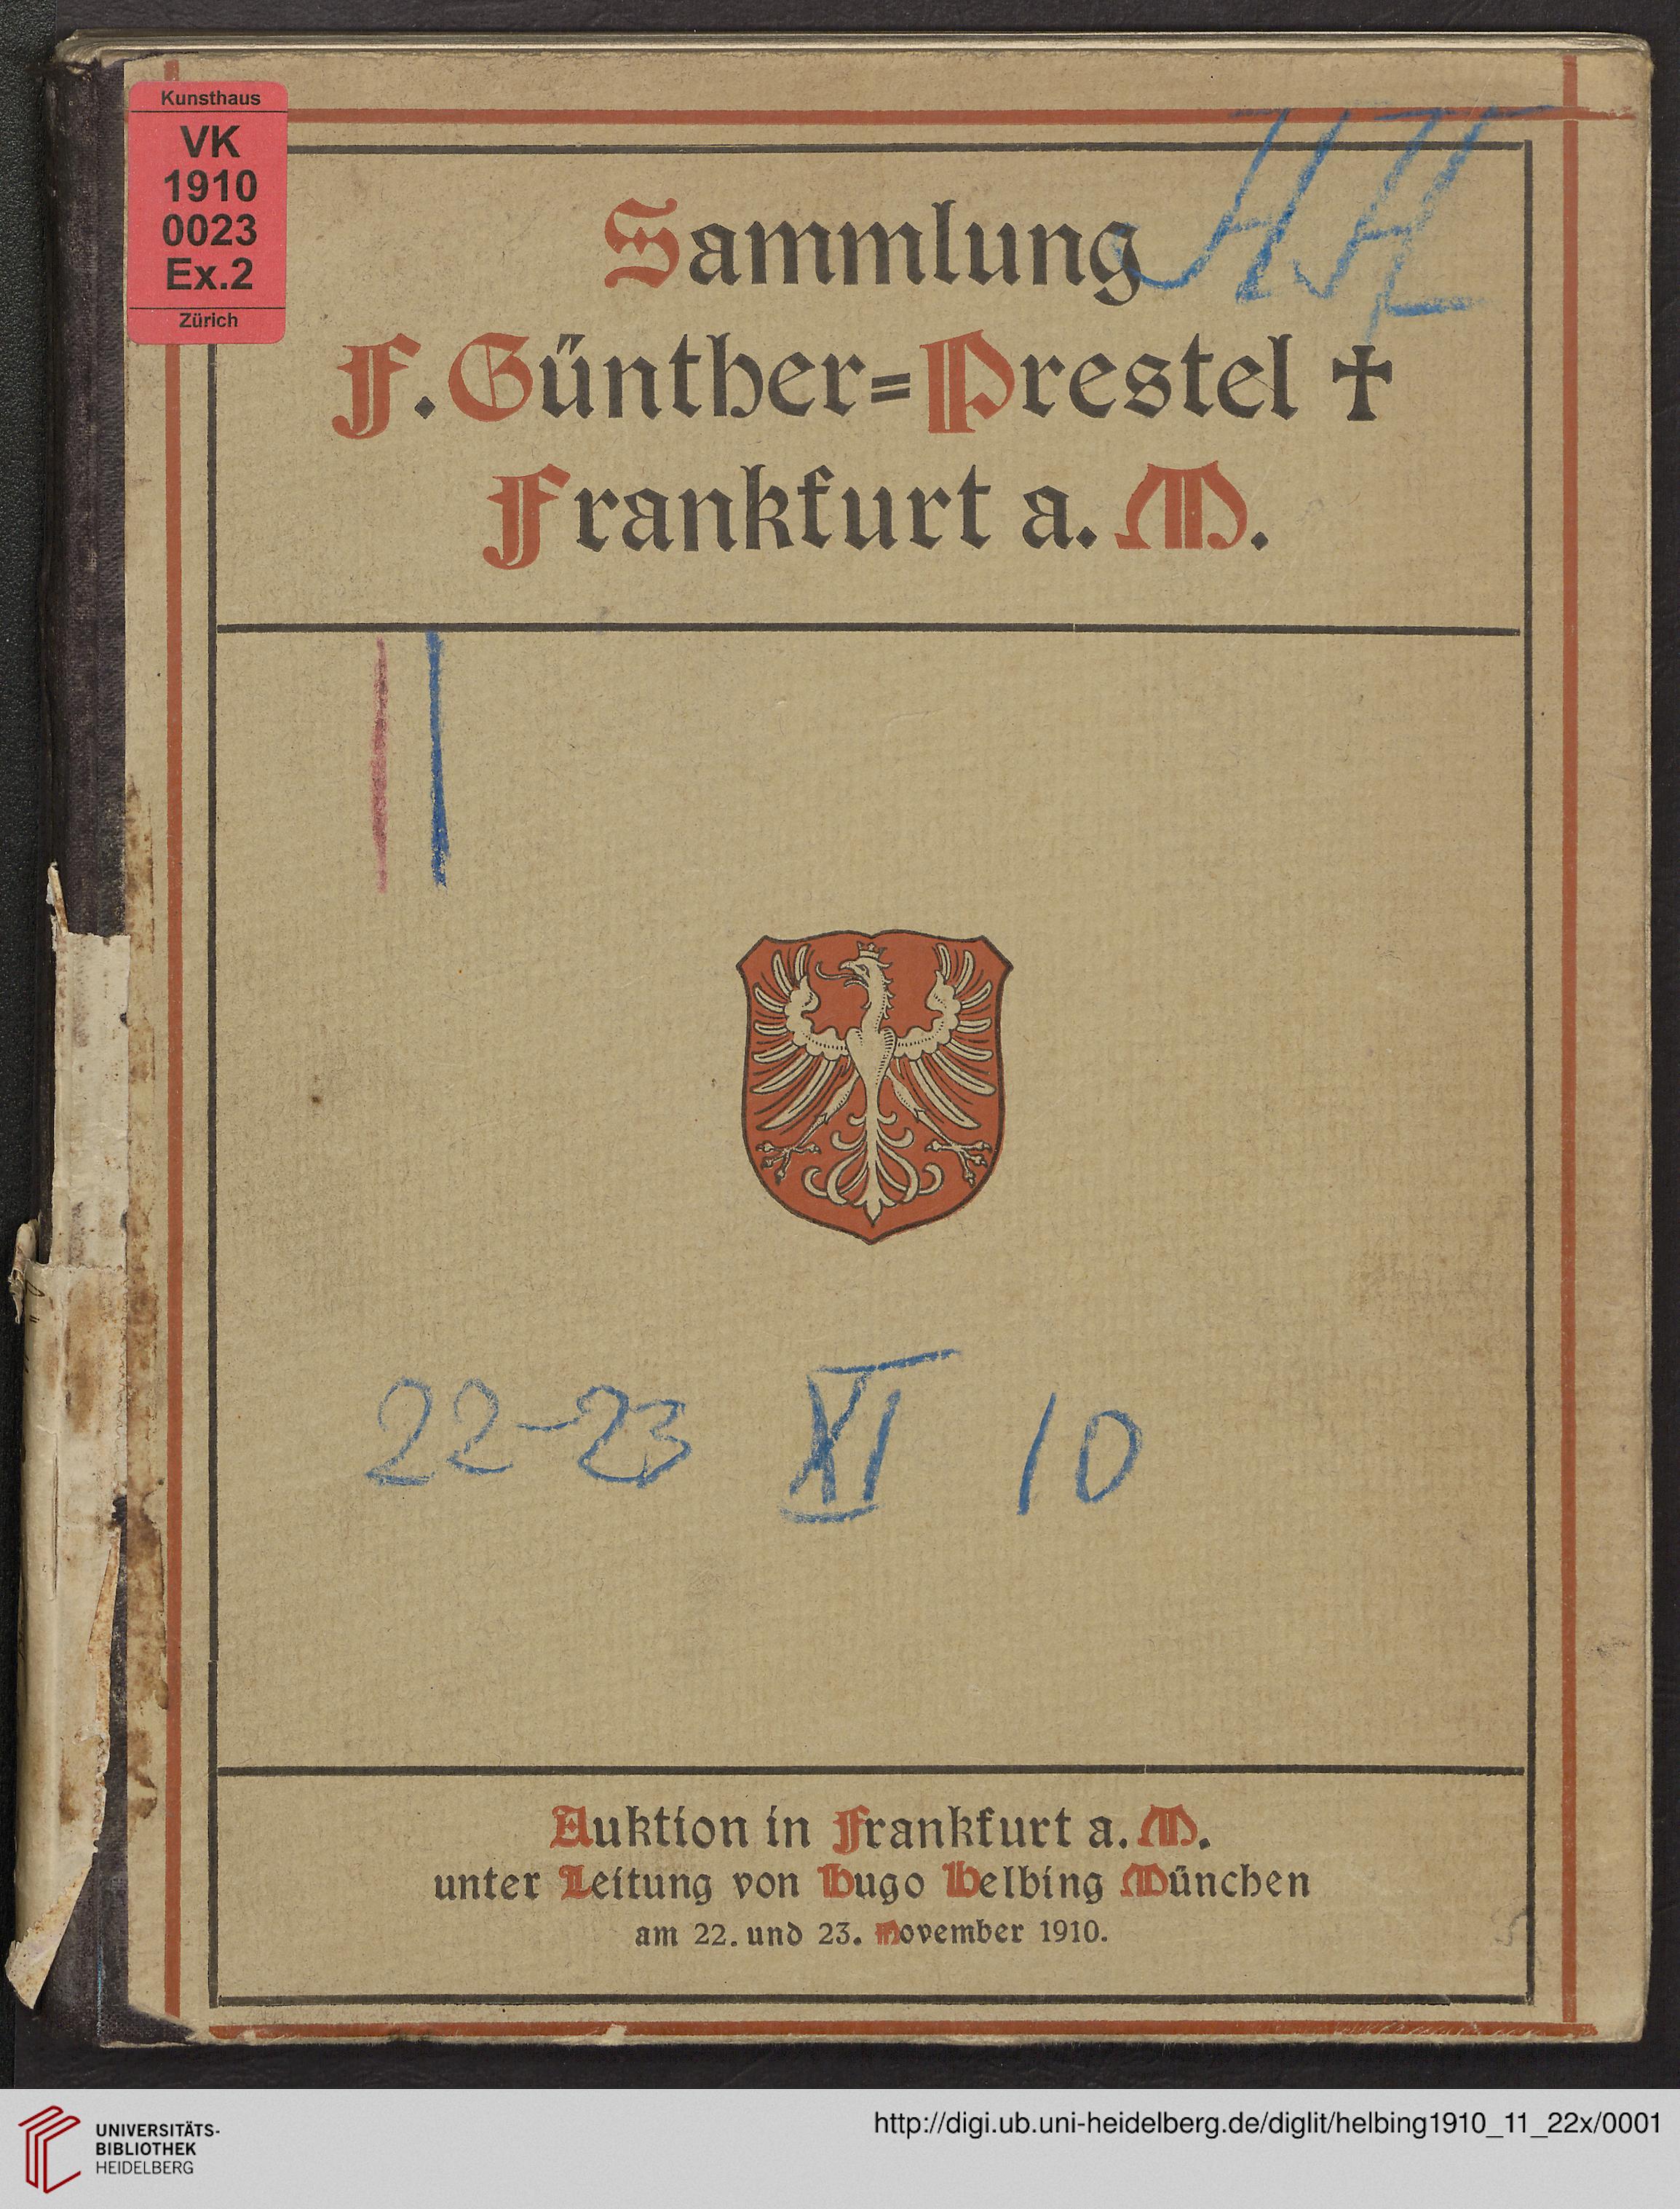 Kunsthaus
VK
1910
0023
Ex.2
Zürich
HH
Sammlung
F. Günther=Prestel †
Frankfurt a. M.
22-23 XI 10
Auktion in Frankfurt a. M.
unter Leitung von Hugo Helbing München
am 22. und 23. November 1910.
UNIVERSITÄTS-
BIBLIOTHEK
HEIDELBERG
http://digi.ub.uni-heidelberg.de/diglit/helbing1910_11_22x/0001